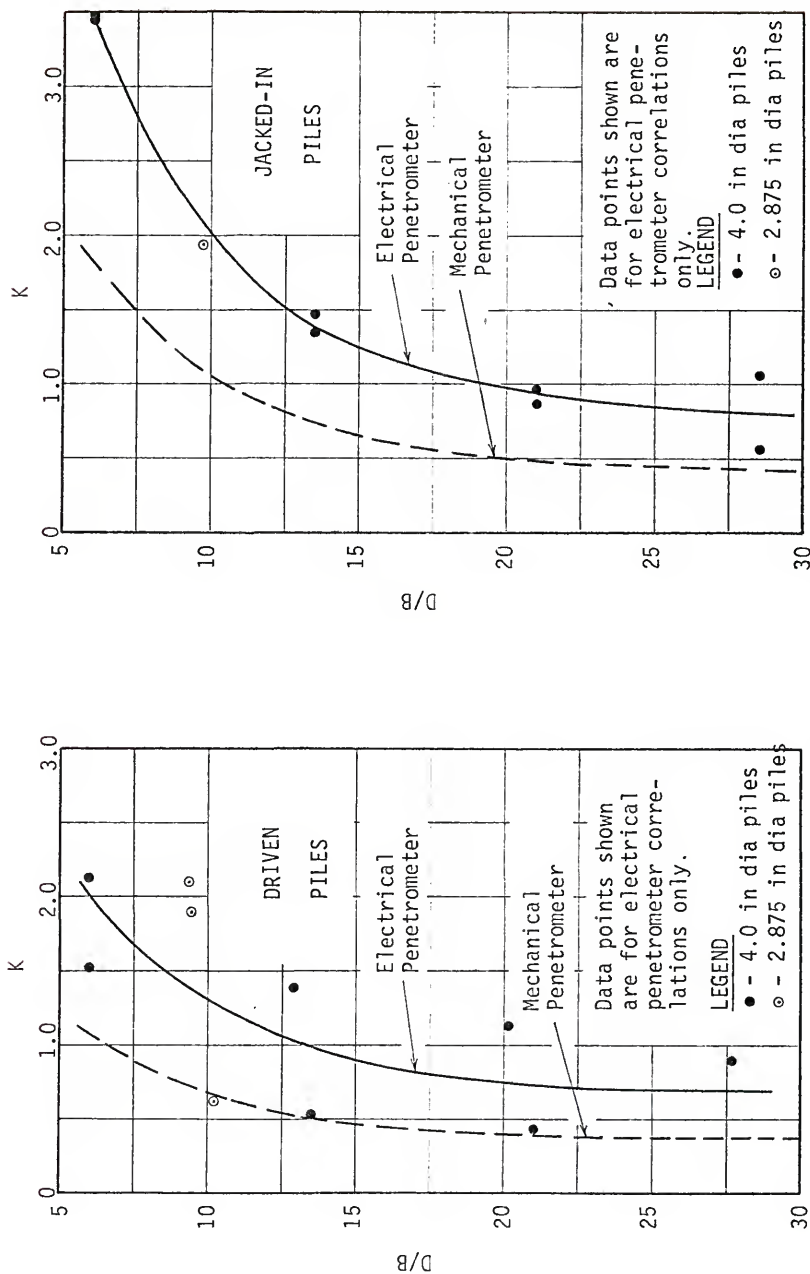 K
0
1.0
2.0
3.0
5
10
15
20
25
30
D/B
DRIVEN
PILES
Electrical
Penetrometer
Mechanical
Penetrometer
Data points shown
are for electrical
penetrometer corre-
lations only.
LEGEND
- 4.0 in dia piles
- 2.875 in dia piles
K
0
1.0
2.0
3.0
5
10
15
20
25
30
D/B
JACKED-IN
PILES
Electrical
Penetrometer
Mechanical
Penetrometer
Data points shown are
for electrical pene-
trometer correlations
only.
LEGEND
- 4.0 in dia piles
- 2.875 in dia piles